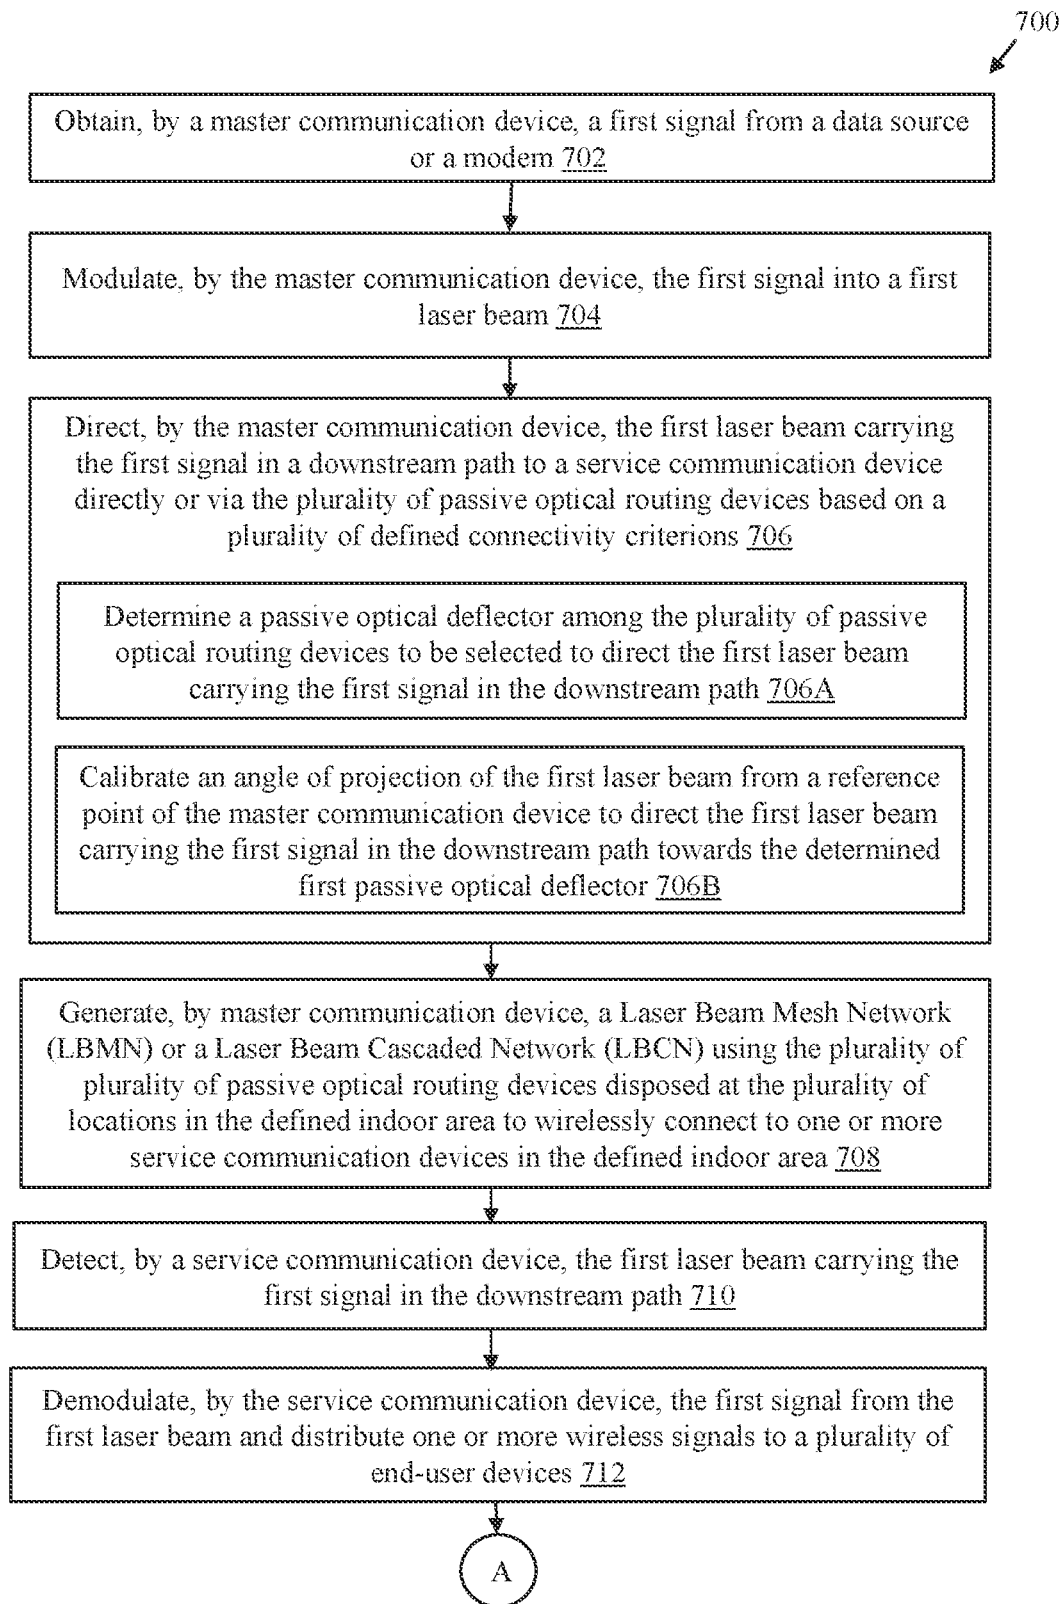 700
Obtain, by a master communication device, a first signal from a data source
or a modem 702
Modulate, by the master communication device, the first signal into a first
laser beam 704
Direct, by the master communication device, the first laser beam carrying
the first signal in a downstream path to a service communication device
directly or via the plurality of passive optical routing devices based on a
plurality of defined connectivity criterions 706
Determine a passive optical deflector among the plurality of passive
optical routing devices to be selected to direct the first laser beam
carrying the first signal in the downstream path 706A
Calibrate an angle of projection of the first laser beam from a reference
point of the master communication device to direct the first laser beam
carrying the first signal in the downstream path towards the determined
first passive optical deflector 706B
Generate, by master communication device, a Laser Beam Mesh Network
(LBMN) or a Laser Beam Cascaded Network (LBCN) using the plurality of
plurality of passive optical routing devices disposed at the plurality of
locations in the defined indoor area to wirelessly connect to one or more
service communication devices in the defined indoor area 708
Detect, by a service communication device, the first laser beam carrying the
first signal in the downstream path 710
Demodulate, by the service communication device, the first signal from the
first laser beam and distribute one or more wireless signals to a plurality of
end-user devices 712
A